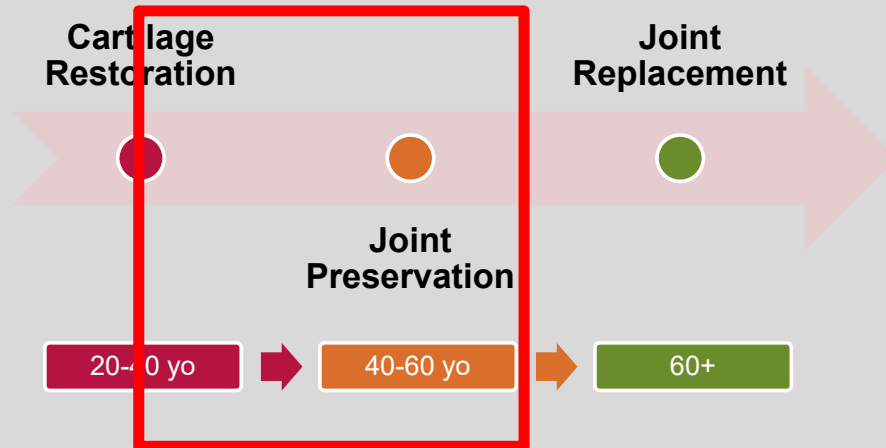 Cartilage
Restoration
Joint
Replacement
Joint
Preservation
20-40 yo
40-60 yo
60+